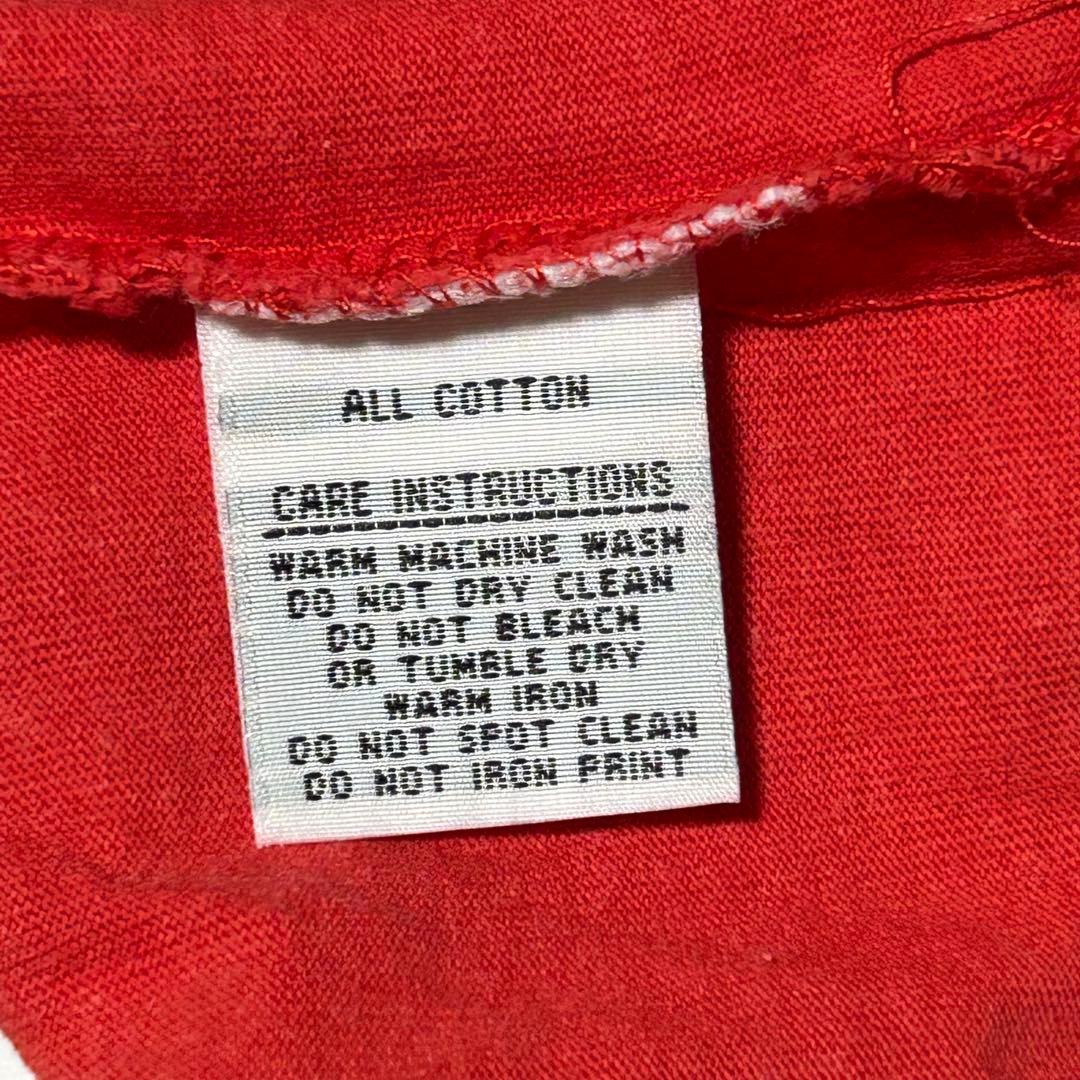 ALL COTTON
CARE INSTRUCTIONS
WARM MACHINE WASH
DO NOT DRY CLEAN
DO NOT BLEACH
OR TUMBLE DRY
WARM IRON
DO NOT SPOT CLEAN
DO NOT IRON PRINT